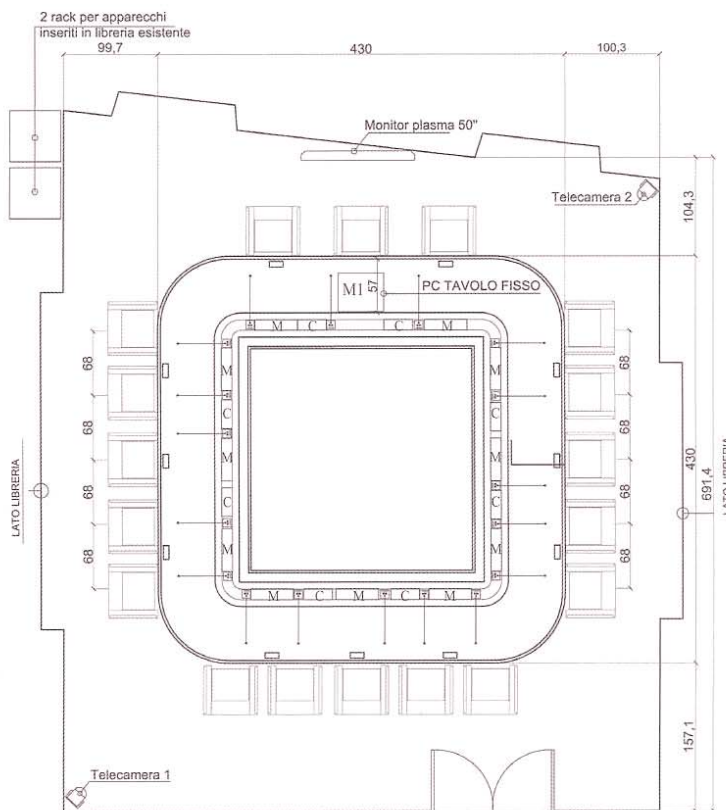 2 rack per apparecchi
inseriti in libreria esistente
99,7
430
100,3
Monitor plasma 50"
Telecamera 2
104,3
M1
57
PC TAVOLO FISSO
M C C M
68
68
68
68
M
C
M
C
M
M
C
M
C
M
68
68
68
68
LATO LIBRERIA
430
691,4
LATO LIBRERIA
M C M C M
157,1
Telecamera 1